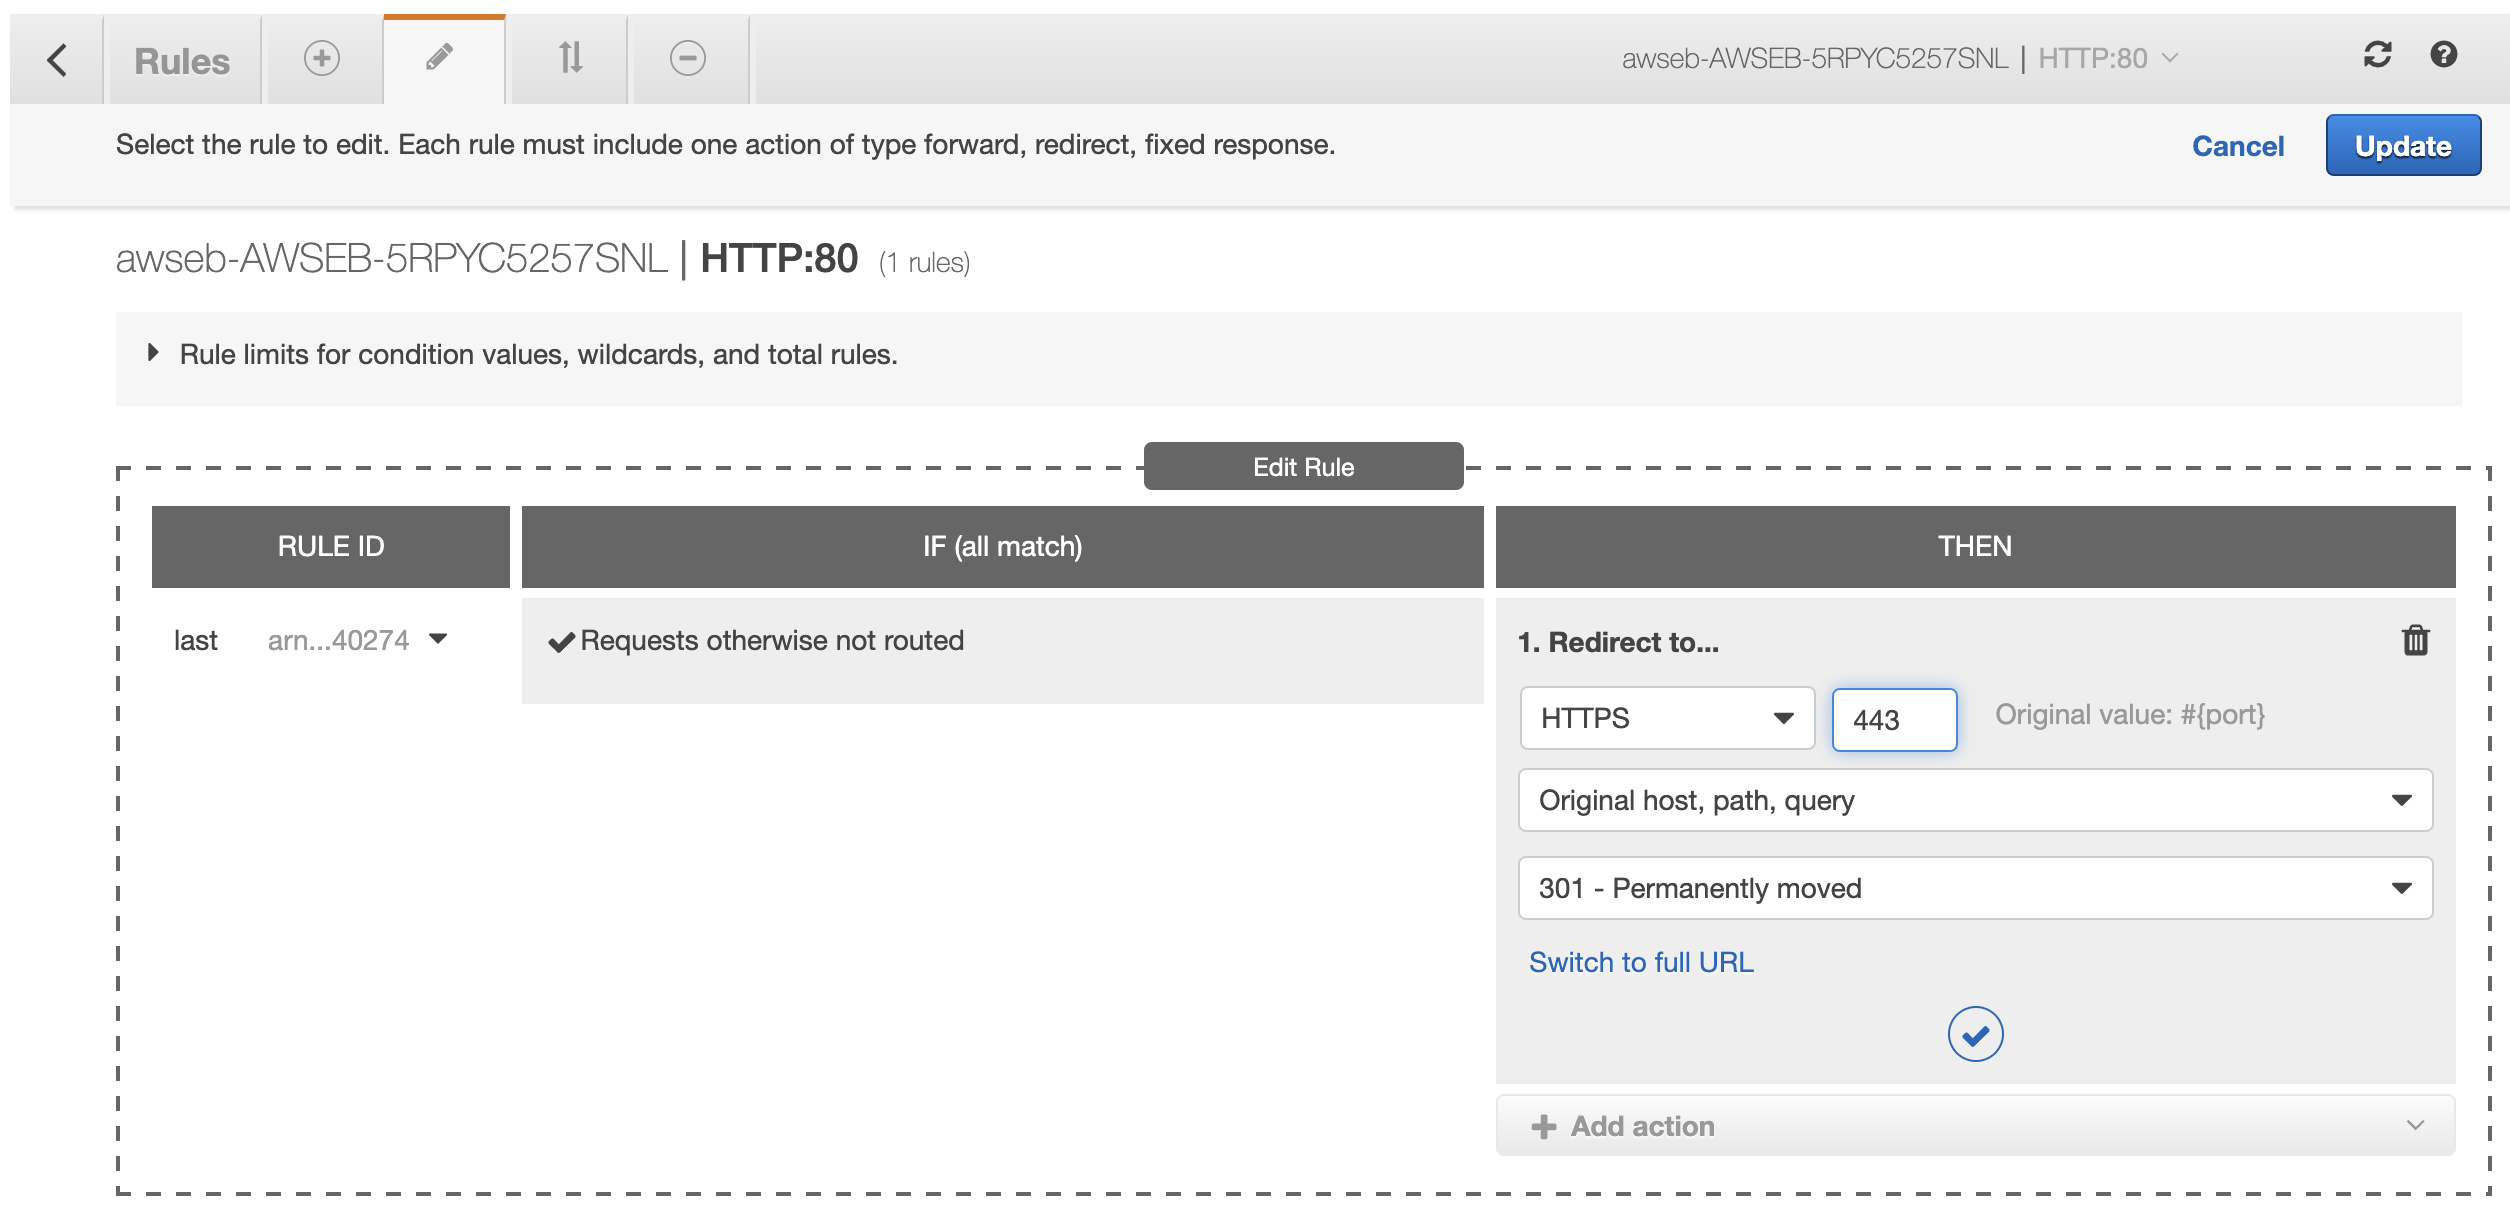 Rules
awseb-AWSEB-5RPYC5257SNL | HTTP:80
Select the rule to edit. Each rule must include one action of type forward, redirect, fixed response.
Cancel
Update
awseb-AWSEB-5RPYC5257SNL | HTTP:80 (1 rules)
Rule limits for condition values, wildcards, and total rules.
Edit Rule
RULE ID
IF (all match)
THEN
last arn...40274
Requests otherwise not routed
1. Redirect to...
HTTPS
443
Original value: #{port}
Original host, path, query
301 - Permanently moved
Switch to full URL
Add action